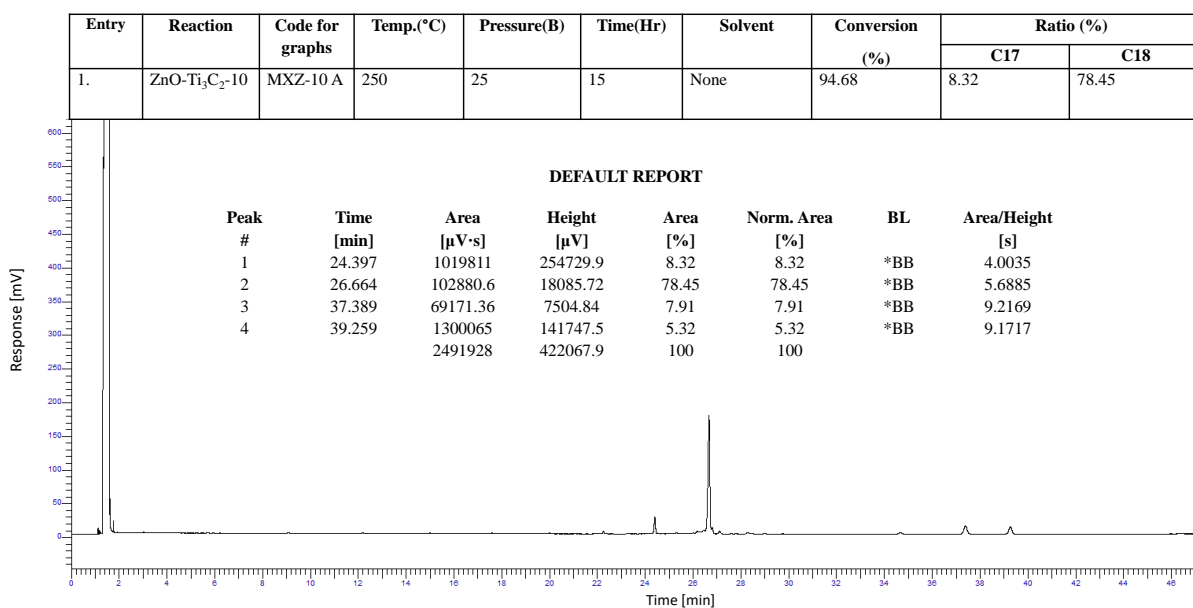 Entry Reaction Code for graphs Temp.(°C) Pressure(B) Time(Hr) Solvent Conversion (%) Ratio (%)
C17 C18
1. ZnO-Ti₃C₂-10 MXZ-10 A 250 25 15 None 94.68 8.32 78.45
DEFAULT REPORT
Peak Time Area Height Area Norm. Area BL Area/Height
# [min] [µV·s] [µV] [%] [%] [s]
1 24.397 1019811 254729.9 8.32 8.32 *BB 4.0035
2 26.664 102880.6 18085.72 78.45 78.45 *BB 5.6885
3 37.389 69171.36 7504.84 7.91 7.91 *BB 9.2169
4 39.259 1300065 141747.5 5.32 5.32 *BB 9.1717
2491928 422067.9 100 100
Response [mV]
600
550
500
450
400
350
300
250
200
150
100
50
0
0 2 4 6 8 10 12 14 16 18 20 22 24 26 28 30 32 34 36 38 40 42 44 46
Time [min]